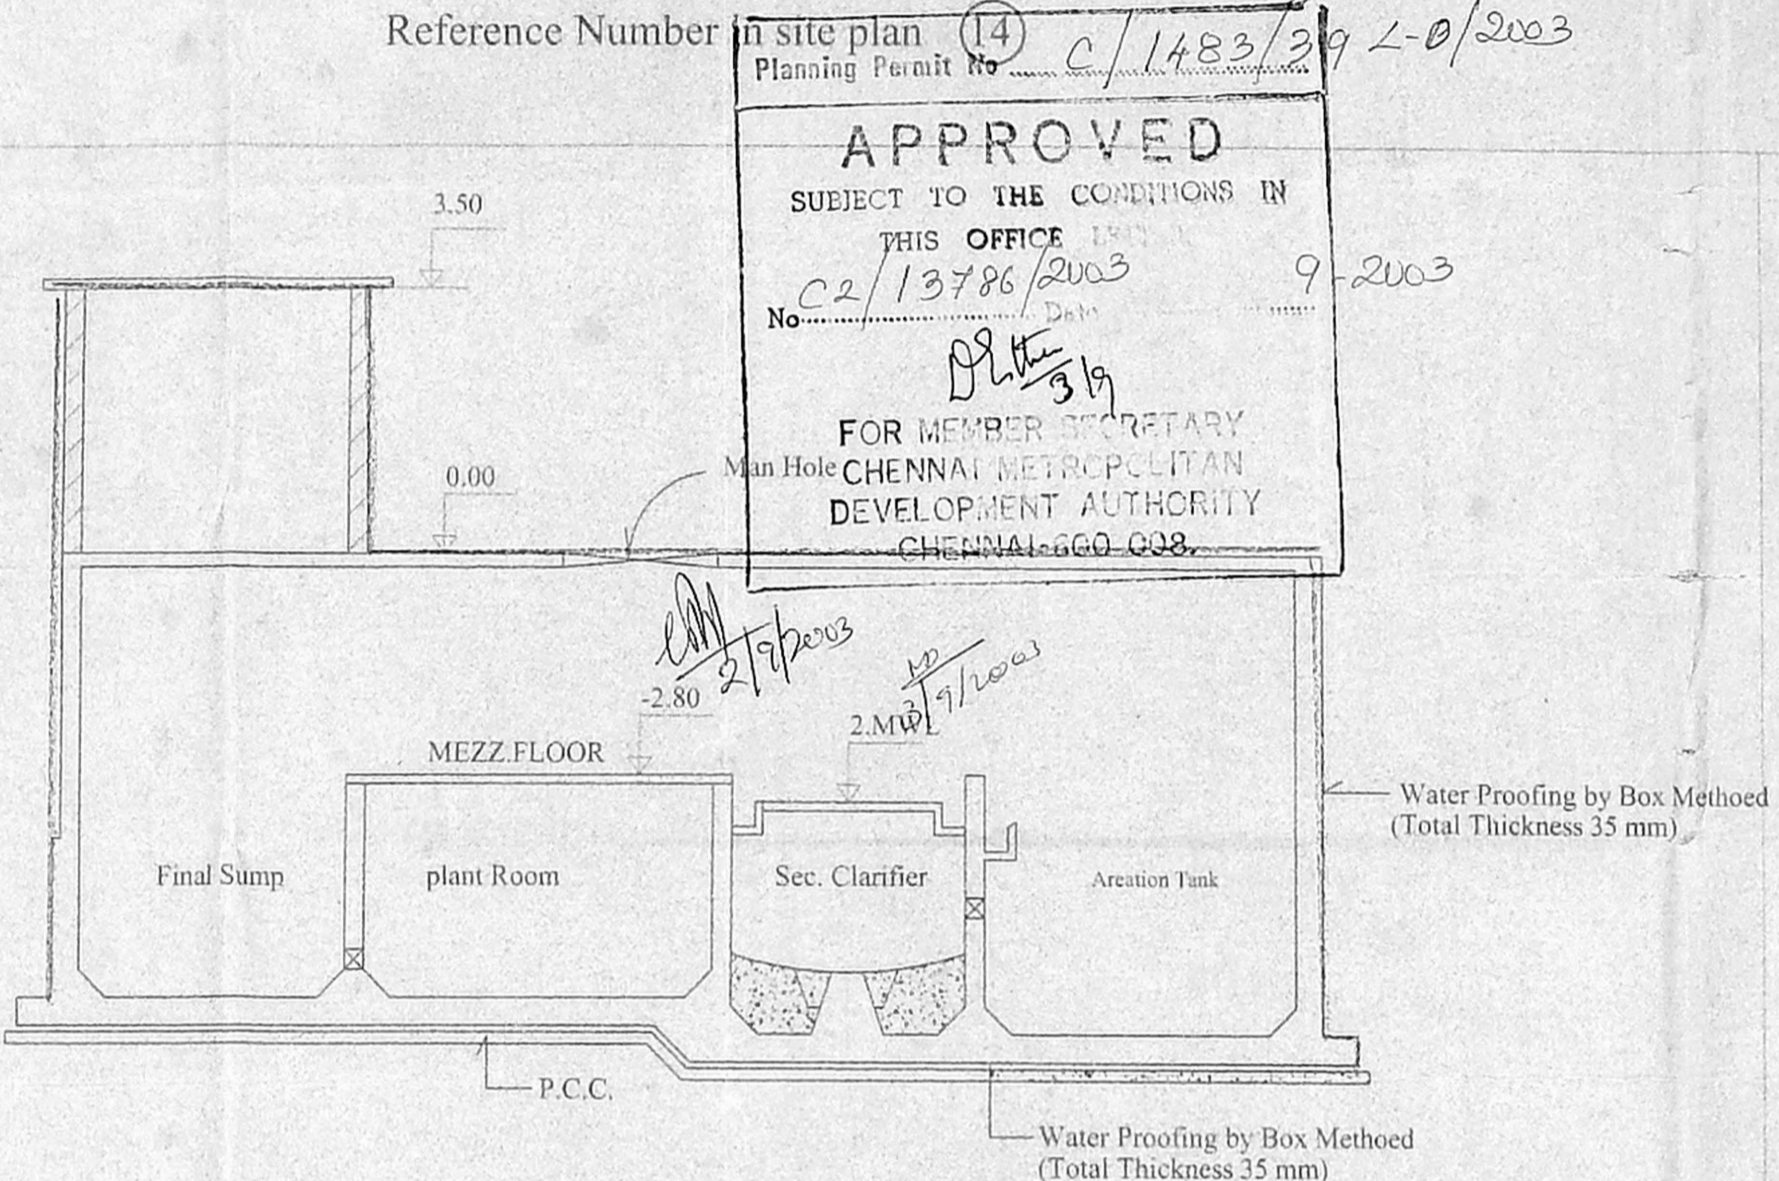 Reference Number in site plan 14
Planning Permit No C/1483/3 9 L-B/2003
APPROVED
SUBJECT TO THE CONDITIONS IN
THIS OFFICE
No C2/13786/2003 Date 9-2003
3/9
FOR MEMBER SECRETARY
CHENNAI METROPOLITAN
DEVELOPMENT AUTHORITY
CHENNAI-600 008.
3.50
0.00
Man Hole
2/9/2003
3/9/2003
-2.80
2.MWL
MEZZ.FLOOR
Water Proofing by Box Methoed
(Total Thickness 35 mm)
Final Sump
plant Room
Sec. Clarifier
Areation Tank
P.C.C.
Water Proofing by Box Methoed
(Total Thickness 35 mm)